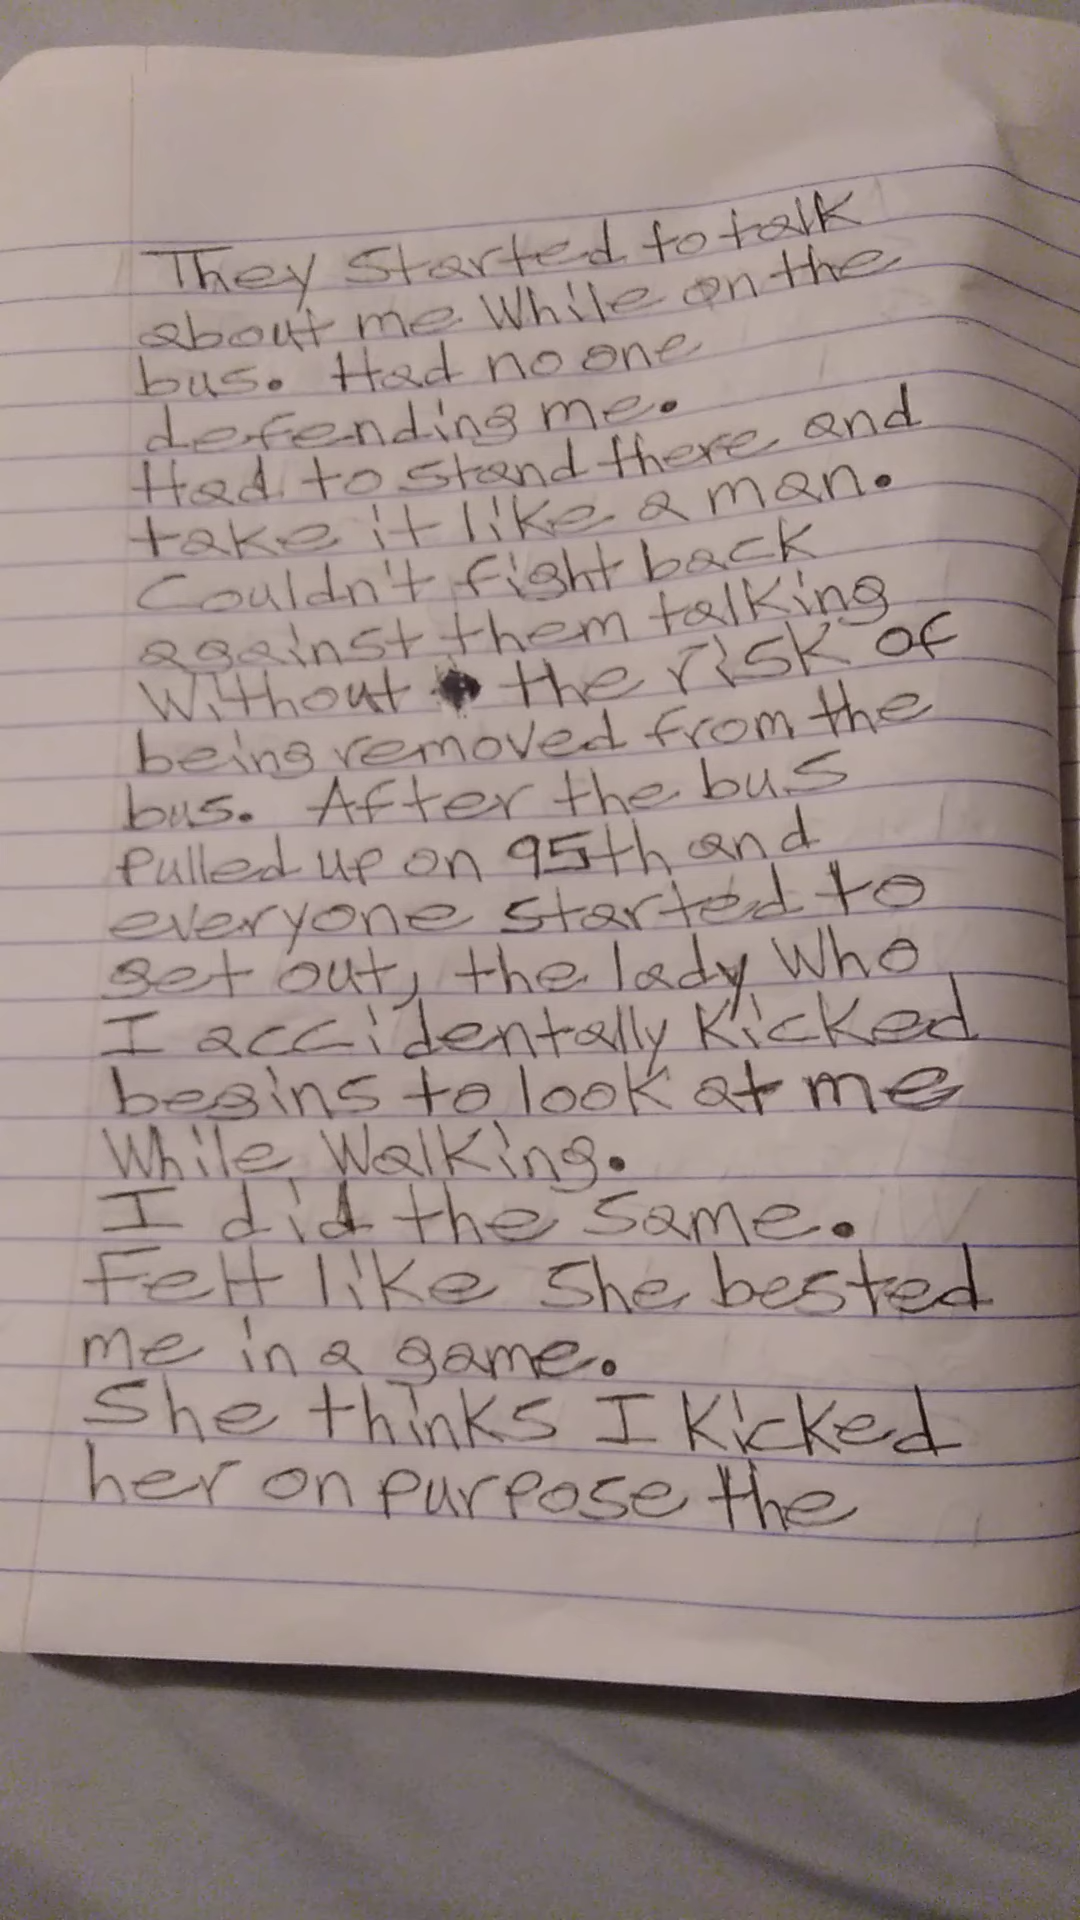 They started to talk
about me while on the
bus. Had no one
defending me.
Had to stand there and
take it like a man.
Couldn't fight back
against them talking
without the risk of
being removed from the
bus. After the bus
pulled up on 95th and
everyone started to
get out, the lady who
I accidentally kicked
begins to look at me
while walking.
I did the same.
Felt like she bested
me in a game.
She thinks I kicked
her on purpose the